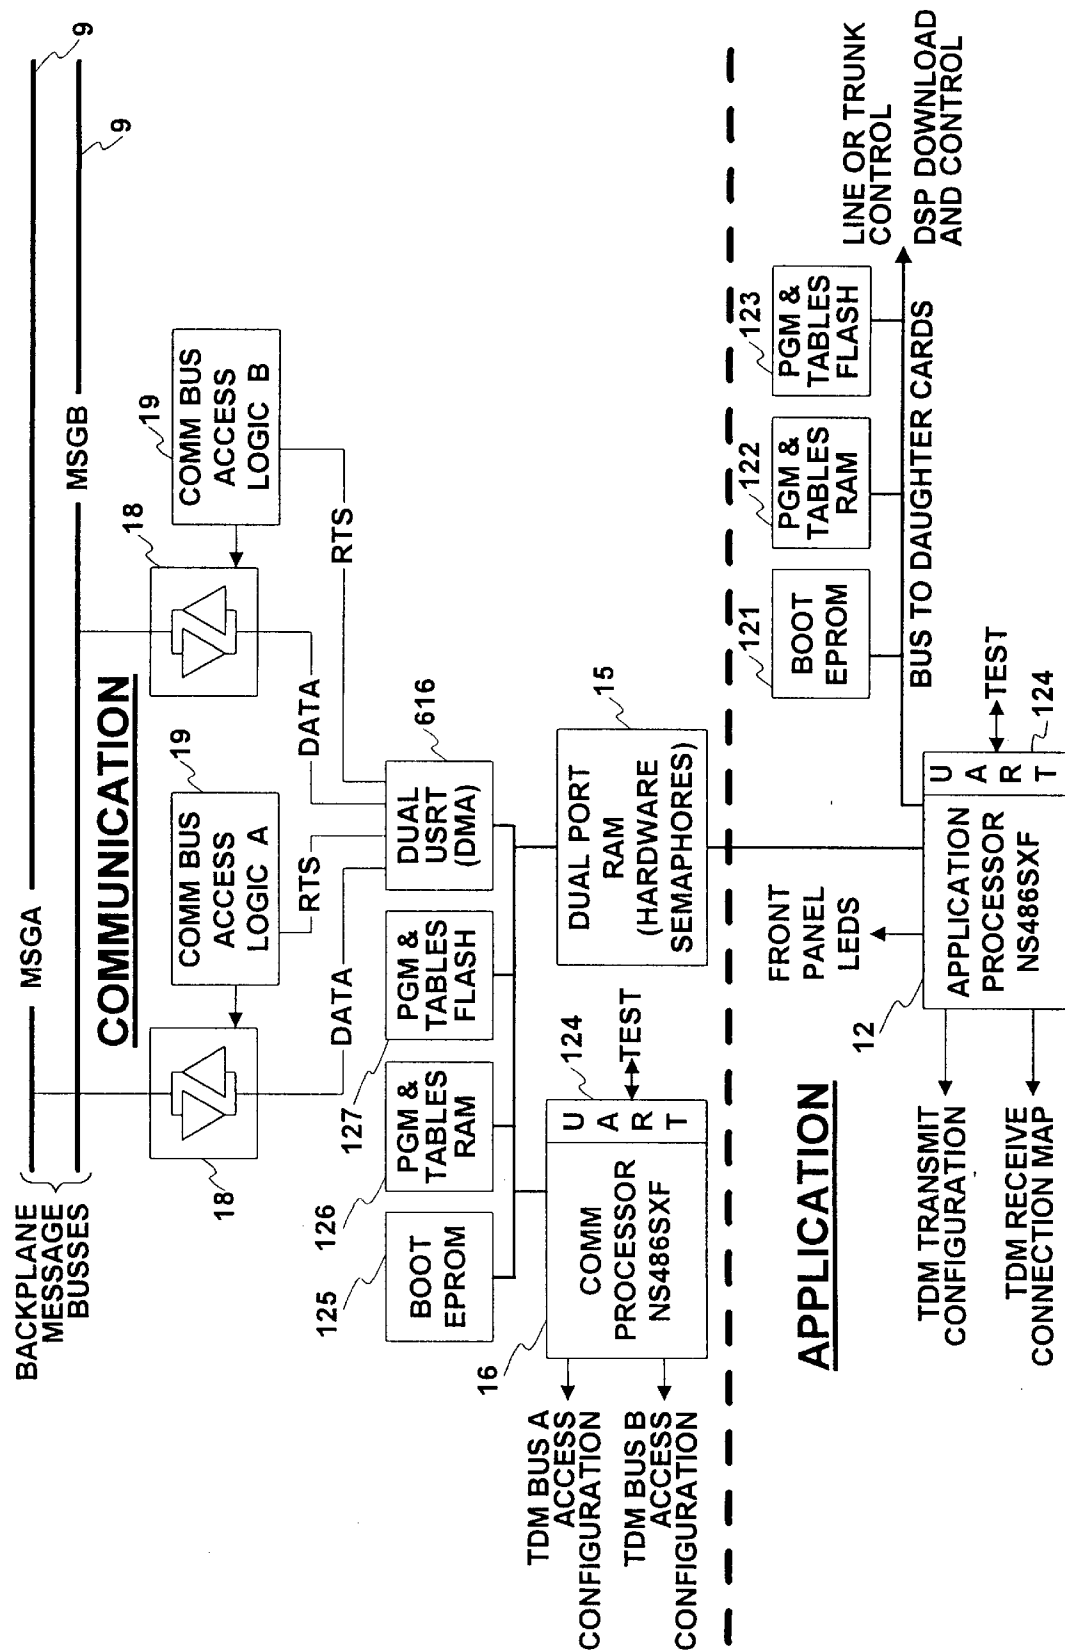 BACKPLANE
MESSAGE
BUSSES
MSGA
9
MSGB
9
COMMUNICATION
18
COMM BUS
ACCESS
LOGIC A
19
18
COMM BUS
ACCESS
LOGIC B
19
DATA
RTS
DATA
RTS
125
BOOT
EPROM
126
PGM &
TABLES
RAM
127
PGM &
TABLES
FLASH
DUAL
USRT
(DMA)
616
16
COMM
PROCESSOR
NS486SXF
U
A
R
T
124
TEST
DUAL PORT
RAM
(HARDWARE
SEMAPHORES)
15
TDM BUS A
ACCESS
CONFIGURATION
TDM BUS B
ACCESS
CONFIGURATION
APPLICATION
FRONT
PANEL
LEDS
121
BOOT
EPROM
122
PGM &
TABLES
RAM
123
PGM &
TABLES
FLASH
BUS TO DAUGHTER CARDS
LINE OR TRUNK
CONTROL
DSP DOWNLOAD
AND CONTROL
12
APPLICATION
PROCESSOR
NS486SXF
U
A
R
T
TEST
124
TDM TRANSMIT
CONFIGURATION
TDM RECEIVE
CONNECTION MAP